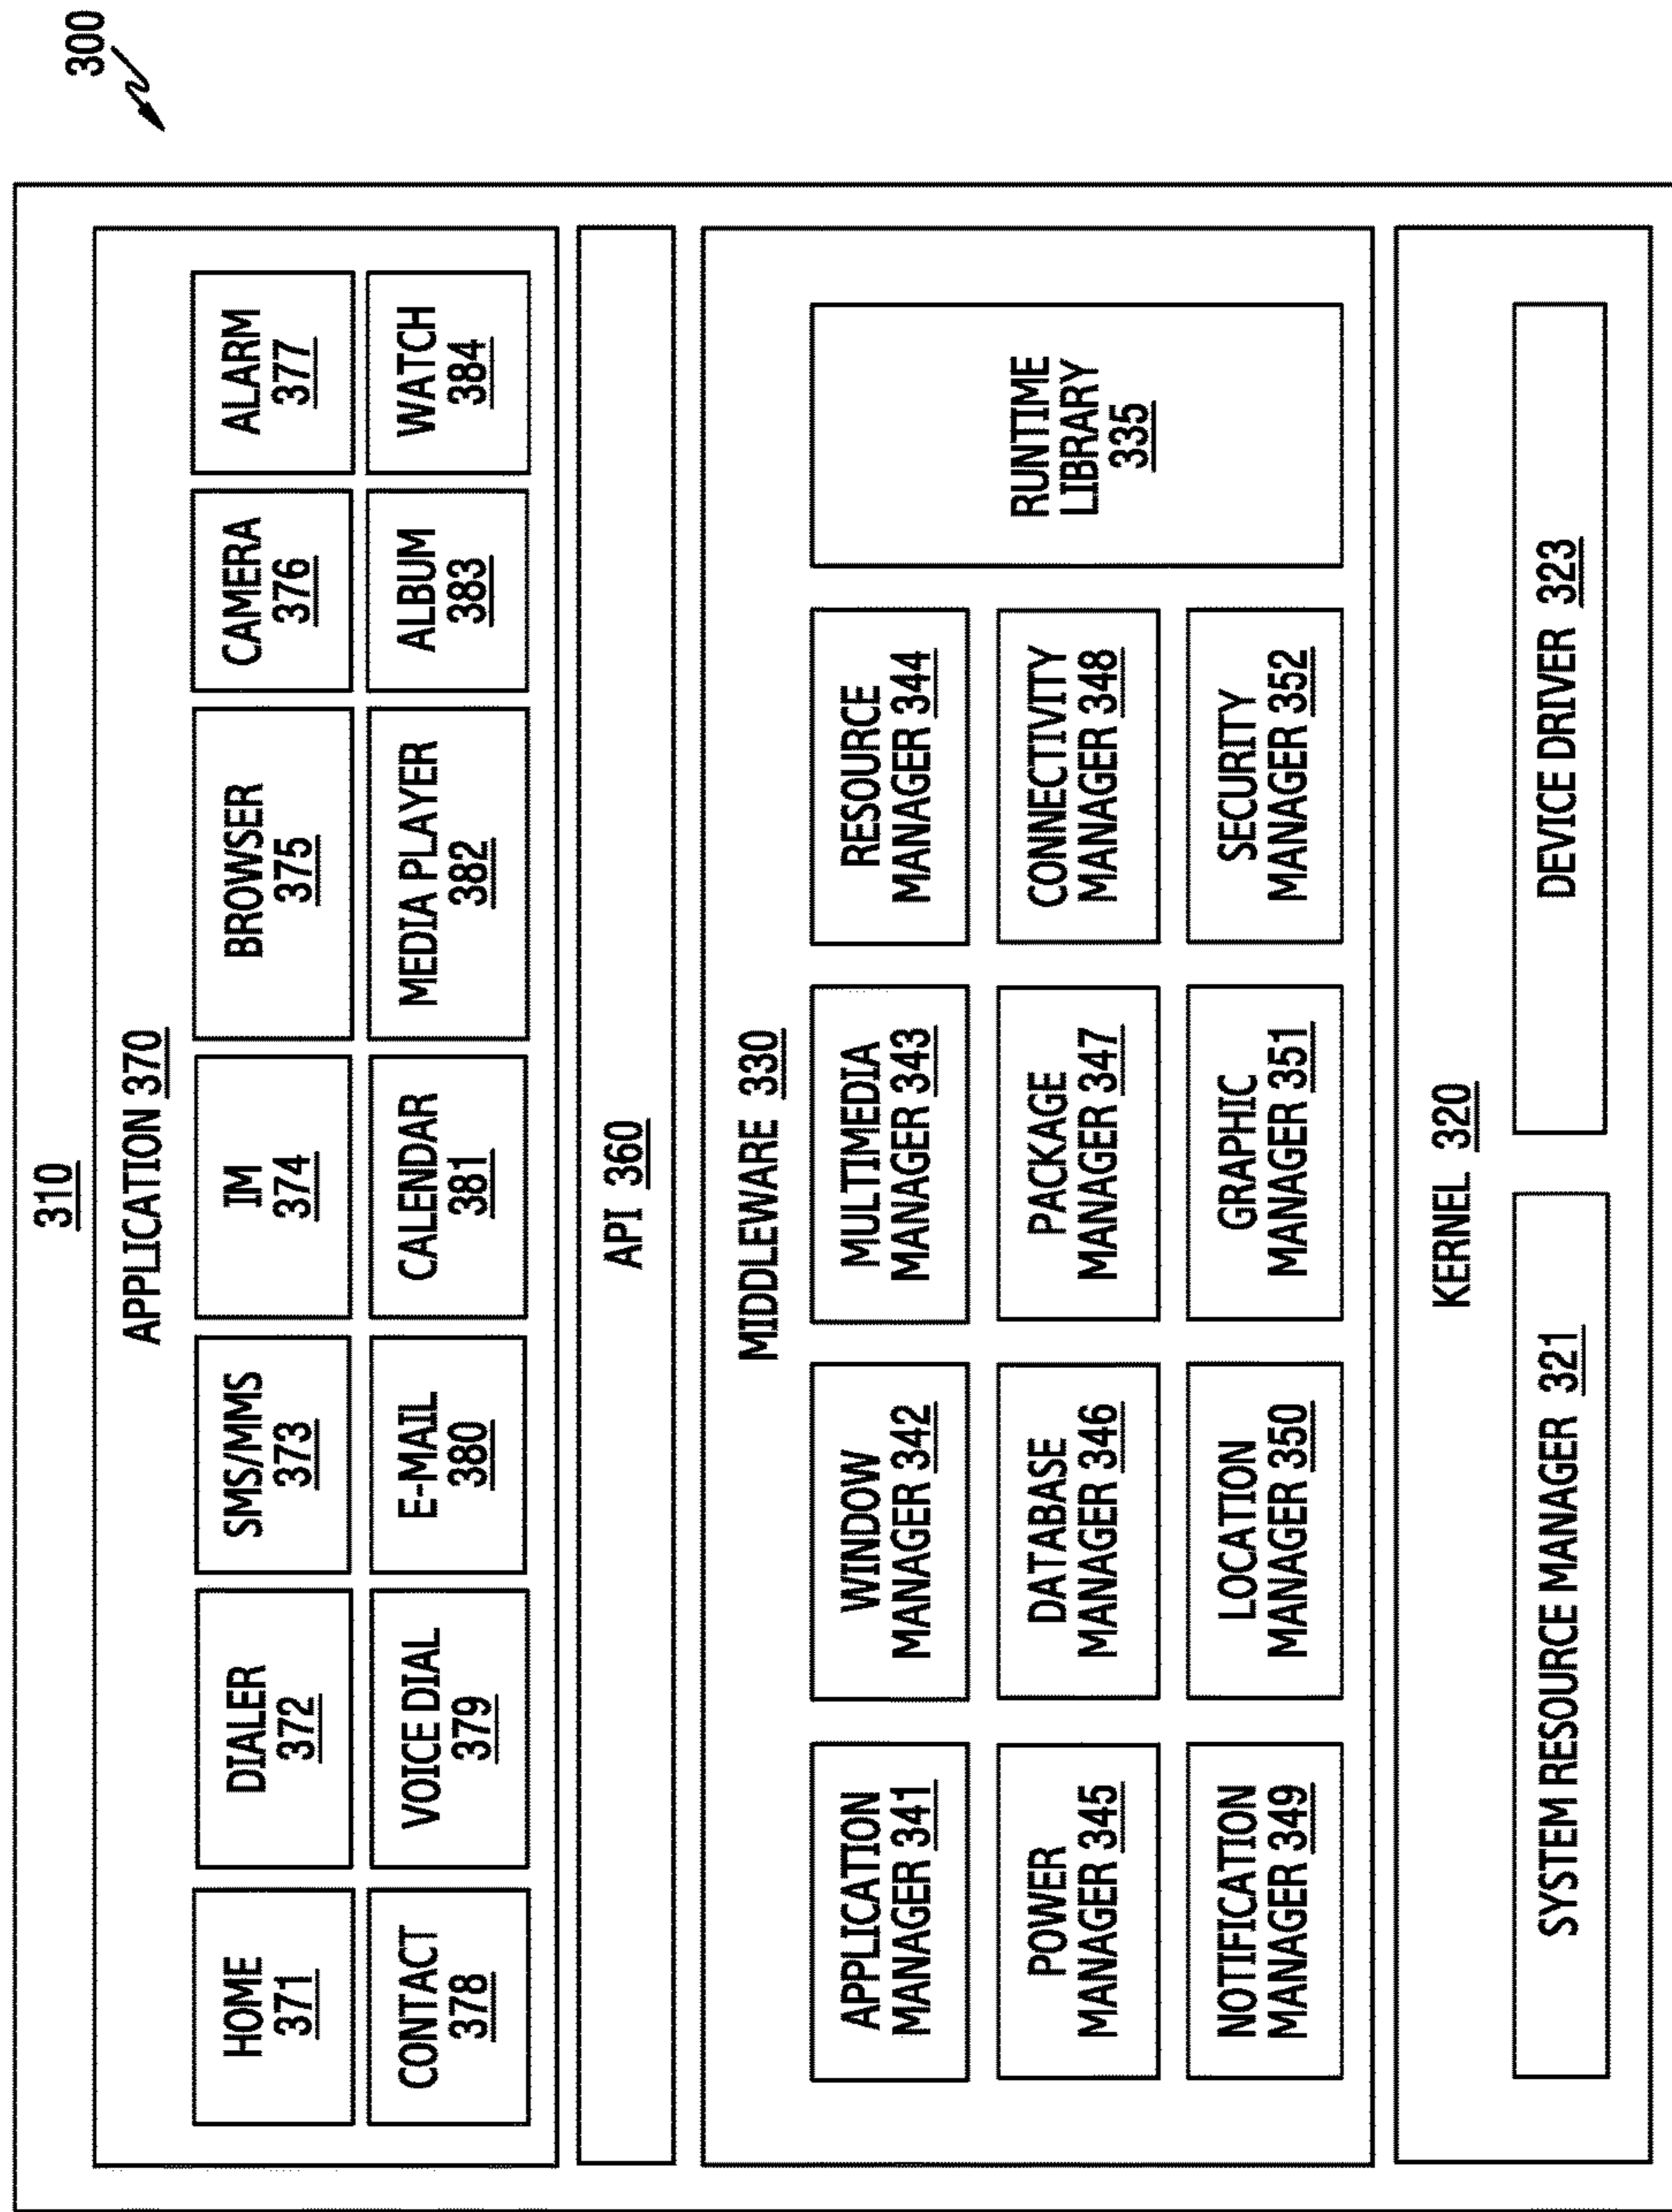 300
310
APPLICATION 370
HOME
371
DIALER
372
SMS/MMS
373
IM
374
BROWSER
375
CAMERA
376
ALARM
377
CONTACT
378
VOICE DIAL
379
E-MAIL
380
CALENDAR
381
MEDIA PLAYER
382
ALBUM
383
WATCH
384
API 360
MIDDLEWARE 330
APPLICATION
MANAGER 341
WINDOW
MANAGER 342
MULTIMEDIA
MANAGER 343
RESOURCE
MANAGER 344
POWER
MANAGER 345
DATABASE
MANAGER 346
PACKAGE
MANAGER 347
CONNECTIVITY
MANAGER 348
NOTIFICATION
MANAGER 349
LOCATION
MANAGER 350
GRAPHIC
MANAGER 351
SECURITY
MANAGER 352
RUNTIME
LIBRARY
335
KERNEL 320
SYSTEM RESOURCE MANAGER 321
DEVICE DRIVER 323